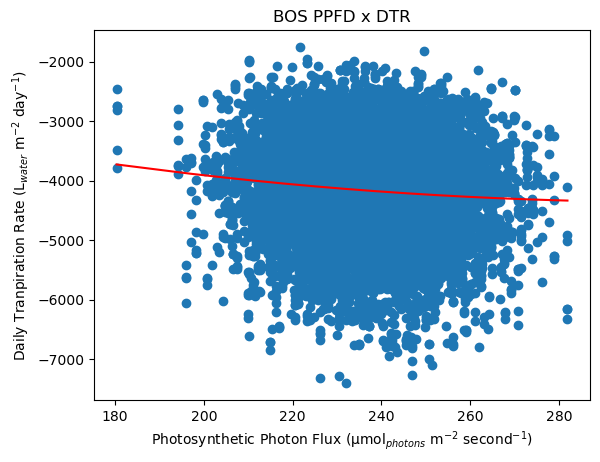 BOS PPFD x DTR
−2000
−3000
−4000
−5000
−6000
−7000
Daily Tranpiration Rate (L_water m⁻² day⁻¹)
180 200 220 240 260 280
Photosynthetic Photon Flux (μmol_photons m⁻² second⁻¹)